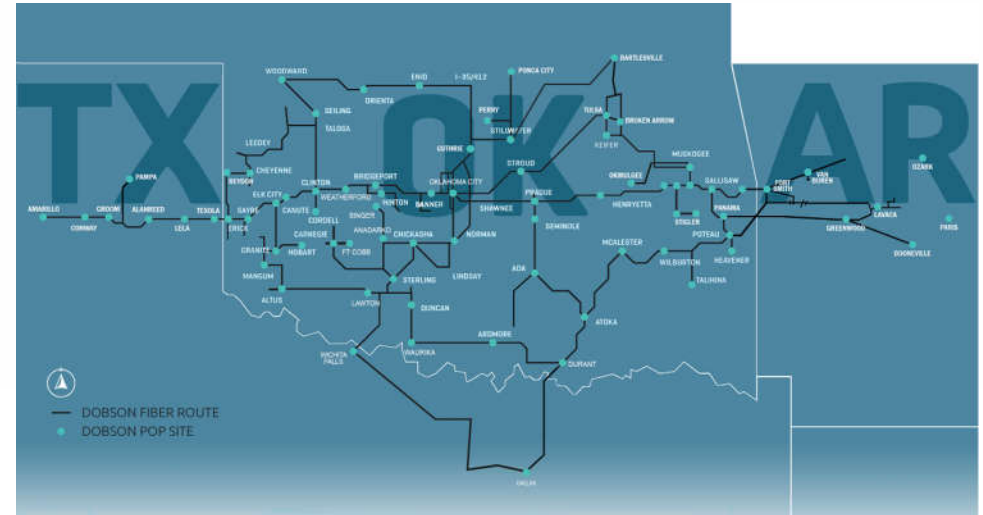 TX
OK
AR
BARTLESVILLE
WOODWARD
ENID
I-35/412
PONCA CITY
ORIENTA
SEILING
PERRY
TULSA
BROKEN ARROW
TALOGA
STILLWATER
KEIFER
LEEDEY
GUTHRIE
MUSKOGEE
OZARK
CHEYENNE
STROUD
PAMPA
REYDON
CLINTON
BRIDGEPORT
OKLAHOMA CITY
OKMULGEE
SALLISAW
FORT
SMITH
VAN
BUREN
ELK CITY
WEATHERFORD
HINTON
BANNER
PRAGUE
HENRYETTA
AMARILLO
GROOM
CANUTE
SHAWNEE
PANAMA
LAVACA
CONWAY
ALANREED
LELA
TEXOLA
SAYRE
CORDELL
BINGER
STIGLER
ERICK
ANADARKO
SEMINOLE
GREENWOOD
PARIS
CARNEGIE
CHICKASHA
NORMAN
POTEAU
GRANITE
HOBART
FT COBB
MCALESTER
BOONEVILLE
MANGUM
STERLING
LINDSAY
ADA
WILBURTON
HEAVENER
TALIHINA
ALTUS
LAWTON
DUNCAN
ATOKA
ARDMORE
WICHITA
FALLS
WAURIKA
DURANT
DOBSON FIBER ROUTE
DOBSON POP SITE